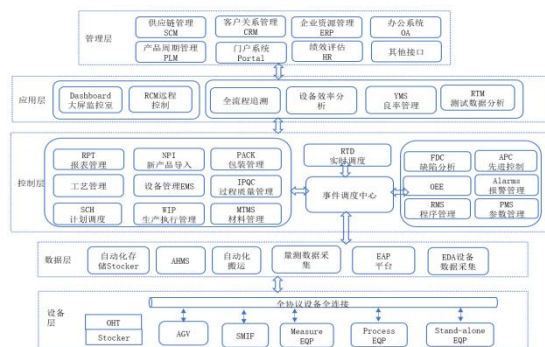 管理层
供应链管理
SCM
客户关系管理
CRM
企业资源管理
ERP
办公系统
OA
产品周期管理
PLM
门户系统
Portal
绩效评估
HR
其他接口
应用层
Dashboard
大屏监控室
RCM远程
控制
全流程追溯
设备效率分
析
YMS
良率管理
RTM
测试数据分析
控制层
RPT
报表管理
NPI
新产品导入
PACK
包装管理
工艺管理
设备管理EMS
IPQC
过程质量管理
SCH
计划调度
WIP
生产执行管理
MTMS
材料管理
RTD
实时调度
事件调度中心
FDC
缺陷分析
APC
先进控制
OEE
Alarms
报警管理
RMS
程序管理
PMS
参数管理
数据层
自动化存
储Stocker
AHMS
自动化
搬运
量测数据采
集
EAP
平台
EDA设备
数据采集
设备
层
全协议设备全连接
OHT
Stocker
AGV
SMIF
Measure
EQP
Process
EQP
Stand-alone
EQP